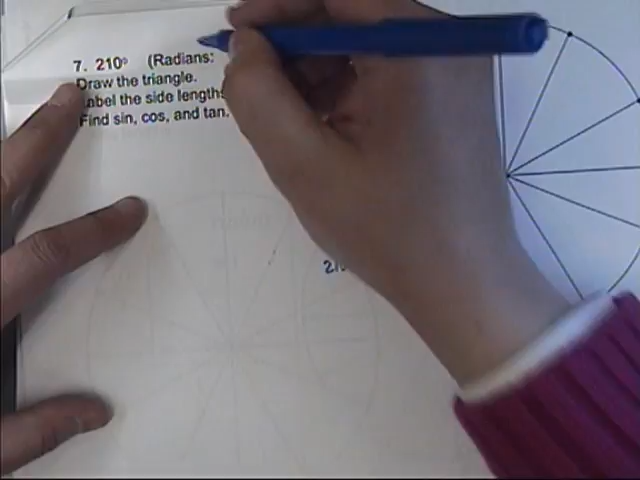 7. 210° (Radians:
Draw the triangle.
Label the side lengths
Find sin, cos, and tan.